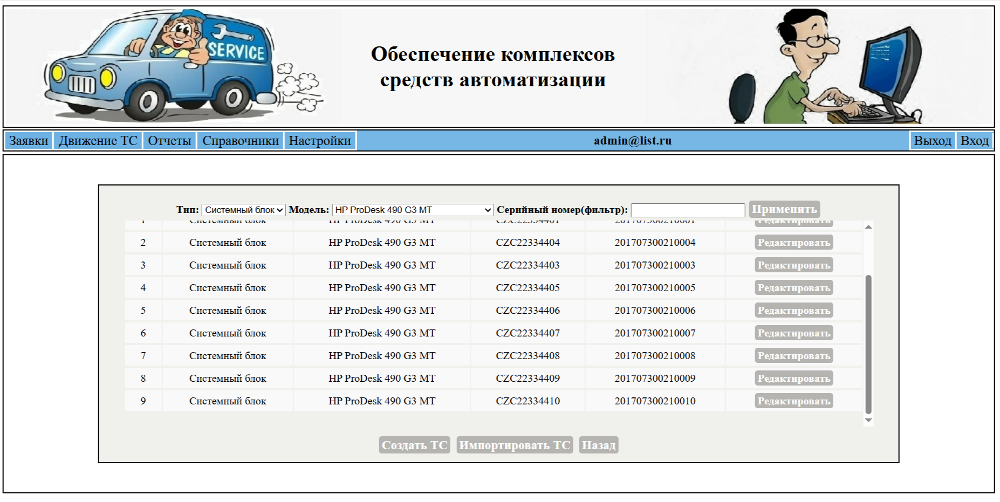 SERVICE
Обеспечение комплексов
средств автоматизации
Заявки Движение ТС Отчеты Справочники Настройки admin@list.ru Выход Вход
Тип: Системный блок Модель: HP ProDesk 490 G3 MT Серийный номер(фильтр): Применить
1 Системный блок HP ProDesk 490 G3 MT CZC22334401 201707300210001 Редактировать
2 Системный блок HP ProDesk 490 G3 MT CZC22334404 201707300210004 Редактировать
3 Системный блок HP ProDesk 490 G3 MT CZC22334403 201707300210003 Редактировать
4 Системный блок HP ProDesk 490 G3 MT CZC22334405 201707300210005 Редактировать
5 Системный блок HP ProDesk 490 G3 MT CZC22334406 201707300210006 Редактировать
6 Системный блок HP ProDesk 490 G3 MT CZC22334407 201707300210007 Редактировать
7 Системный блок HP ProDesk 490 G3 MT CZC22334408 201707300210008 Редактировать
8 Системный блок HP ProDesk 490 G3 MT CZC22334409 201707300210009 Редактировать
9 Системный блок HP ProDesk 490 G3 MT CZC22334410 201707300210010 Редактировать
Создать ТС Импортировать ТС Назад